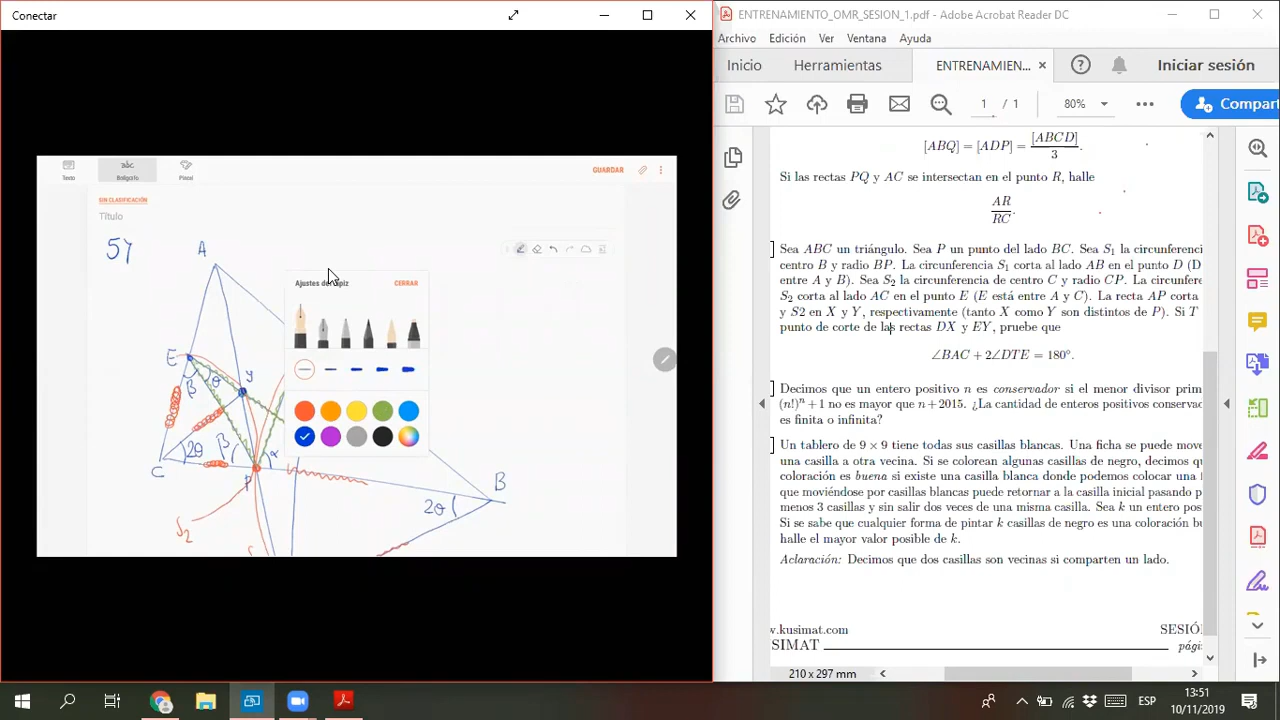 Conectar
Texto
abc
Bolígrafo
Pincel
GUARDAR
SIN CLASIFICACIÓN
Título
5)
A
Ajustes de lápiz
CERRAR
E
β
θ
y
2θ
β
α
C
P
B
2θ
S2
ENTRENAMIENTO_OMR_SESION_1.pdf - Adobe Acrobat Reader DC
Archivo Edición Ver Ventana Ayuda
Inicio Herramientas ENTRENAMIEN... Iniciar sesión
1 / 1 80% Compart
[ABQ] = [ADP] = [ABCD] / 3 .
Si las rectas PQ y AC se intersectan en el punto R, halle
AR / RC .
Sea ABC un triángulo. Sea P un punto del lado BC. Sea S1 la circunferenci
centro B y radio BP. La circunferencia S1 corta al lado AB en el punto D (D
entre A y B). Sea S2 la circunferencia de centro C y radio CP. La circunfere
S2 corta al lado AC en el punto E (E está entre A y C). La recta AP corta
y S2 en X y Y, respectivamente (tanto X como Y son distintos de P). Si T
punto de corte de las rectas DX y EY, pruebe que
∠BAC + 2∠DTE = 180°.
Decimos que un entero positivo n es conservador si el menor divisor prim
(n!)^n + 1 no es mayor que n + 2015. ¿La cantidad de enteros positivos conservac
es finita o infinita?
Un tablero de 9 × 9 tiene todas sus casillas blancas. Una ficha se puede move
una casilla a otra vecina. Si se colorean algunas casillas de negro, decimos qu
coloración es buena si existe una casilla blanca donde podemos colocar una
que moviéndose por casillas blancas puede retornar a la casilla inicial pasando p
menos 3 casillas y sin salir dos veces de una misma casilla. Sea k un entero pos
Si se sabe que cualquier forma de pintar k casillas de negro es una coloración bu
halle el mayor valor posible de k.
Aclaración: Decimos que dos casillas son vecinas si comparten un lado.
w.kusimat.com SESIÓ
SIMAT pági
210 x 297 mm
ESP
13:51
10/11/2019